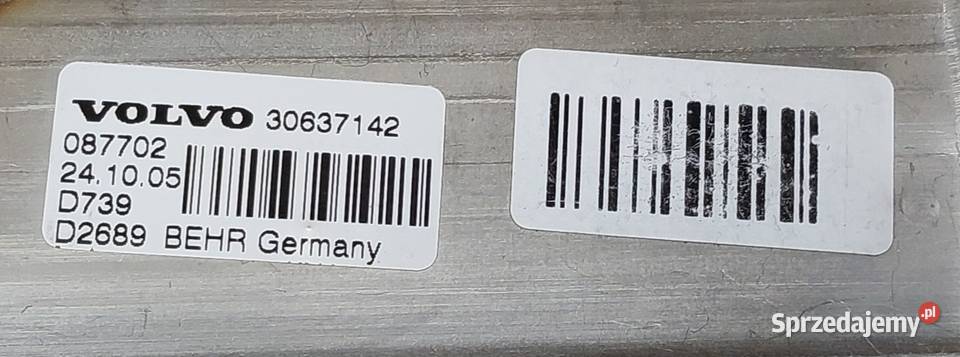 VOLVO 30637142
087702
24.10.05
D739
D2689 BEHR Germany
Sprzedajemy.pl